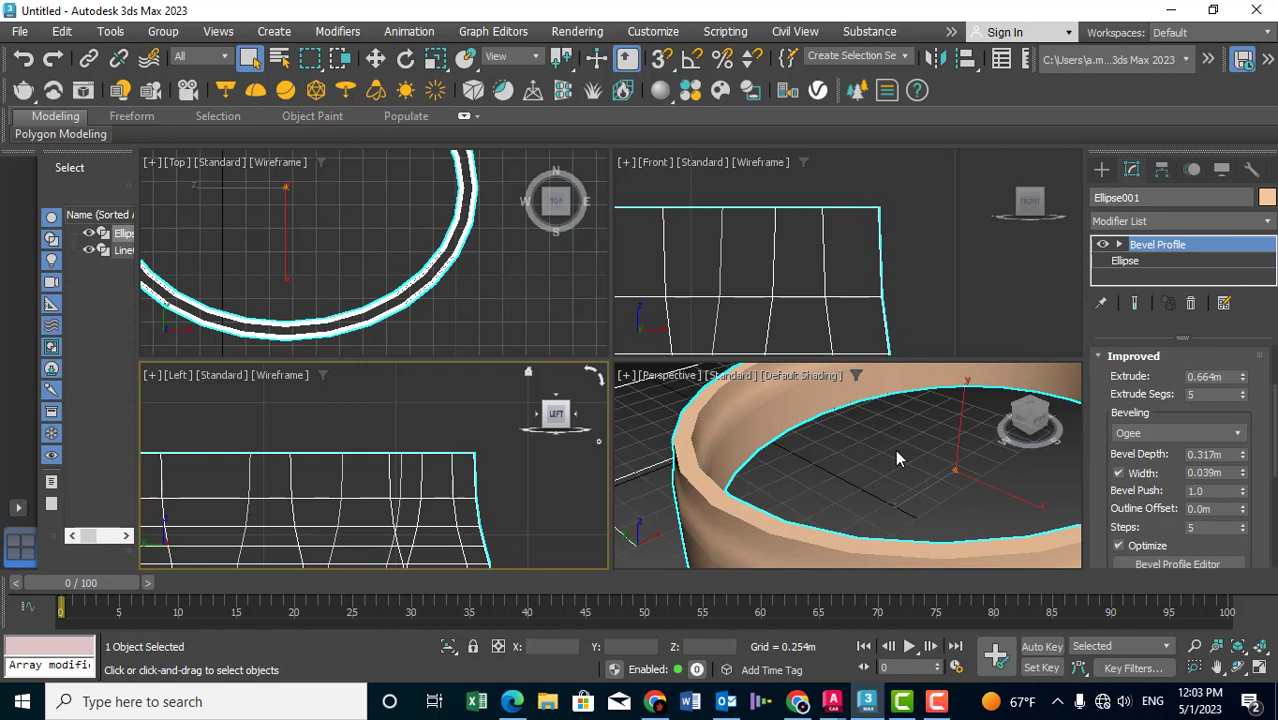 Untitled - Autodesk 3ds Max 2023
File Edit Tools Group Views Create Modifiers Animation Graph Editors Rendering Customize Scripting Civil View Substance Sign In Workspaces: Default
All View Create Selection Se C:\Users\a.m... 3ds Max 2023
Modeling Freeform Selection Object Paint Populate
Polygon Modeling
Select
Name (Sorted A
Ellips
Line
[+] [Top] [Standard] [Wireframe]
N
W TOP E
S
z
[+] [Front] [Standard] [Wireframe]
FRONT
z
y
[+] [Left] [Standard] [Wireframe]
LEFT
[+] [Perspective] [Standard] [Default Shading]
y
x
Ellipse001
Modifier List
Bevel Profile
Ellipse
Improved
Extrude: 0.664m
Extrude Segs: 5
Beveling
Ogee
Bevel Depth: 0.317m
Width: 0.039m
Bevel Push: 1.0
Outline Offset: 0.0m
Steps: 5
Optimize
Bevel Profile Editor
0 / 100
0 5 10 15 20 25 30 35 40 45 50 55 60 65 70 75 80 85 90 95 100
1 Object Selected X: Y: Z: Grid = 0.254m Auto Key Selected
Array modifi Click or click-and-drag to select objects Enabled: 0 Add Time Tag 0 Set Key Key Filters...
Type here to search 67°F ENG 12:03 PM 5/1/2023 2